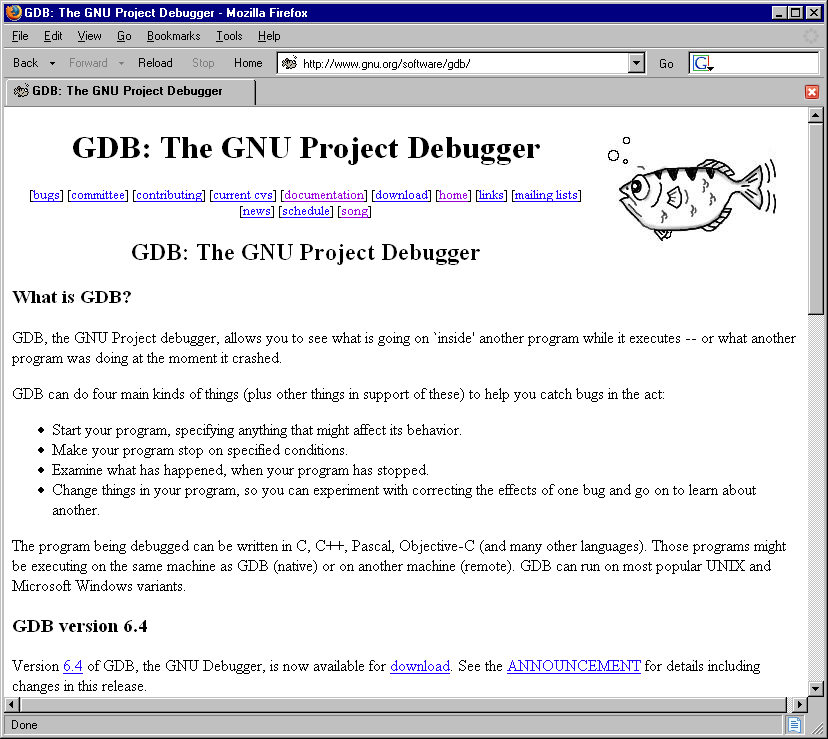 GDB: The GNU Project Debugger - Mozilla Firefox
File Edit View Go Bookmarks Tools Help
Back Forward Reload Stop Home http://www.gnu.org/software/gdb/ Go G
GDB: The GNU Project Debugger
GDB: The GNU Project Debugger
[bugs] [committee] [contributing] [current cvs] [documentation] [download] [home] [links] [mailing lists]
[news] [schedule] [song]
GDB: The GNU Project Debugger
What is GDB?
GDB, the GNU Project debugger, allows you to see what is going on `inside' another program while it executes -- or what another
program was doing at the moment it crashed.
GDB can do four main kinds of things (plus other things in support of these) to help you catch bugs in the act:
Start your program, specifying anything that might affect its behavior.
Make your program stop on specified conditions.
Examine what has happened, when your program has stopped.
Change things in your program, so you can experiment with correcting the effects of one bug and go on to learn about
another.
The program being debugged can be written in C, C++, Pascal, Objective-C (and many other languages). Those programs might
be executing on the same machine as GDB (native) or on another machine (remote). GDB can run on most popular UNIX and
Microsoft Windows variants.
GDB version 6.4
Version 6.4 of GDB, the GNU Debugger, is now available for download. See the ANNOUNCEMENT for details including
changes in this release.
Done